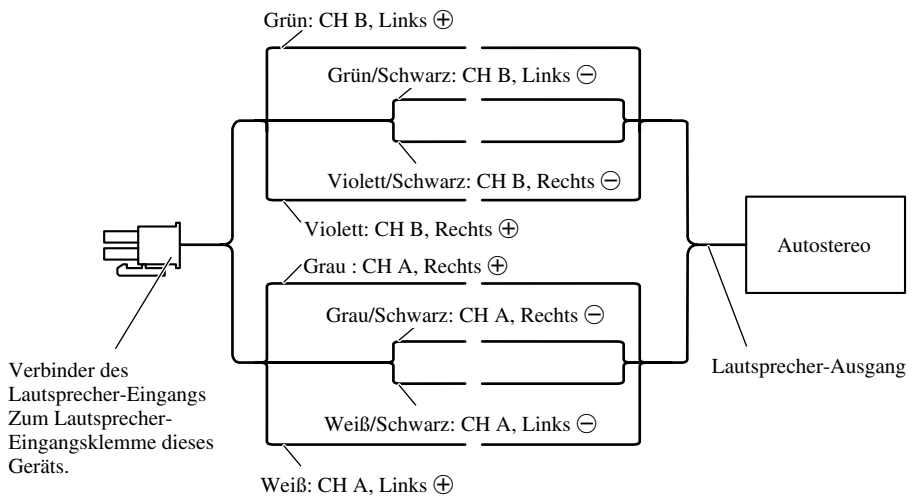 Grün: CH B, Links ⊕
Grün/Schwarz: CH B, Links ⊖
Violett/Schwarz: CH B, Rechts ⊖
Violett: CH B, Rechts ⊕
Grau : CH A, Rechts ⊕
Autostereo
Grau/Schwarz: CH A, Rechts ⊖
Verbinder des
Lautsprecher-Eingangs
Zum Lautsprecher-
Eingangsklemme dieses
Geräts.
Lautsprecher-Ausgang
Weiß/Schwarz: CH A, Links ⊖
Weiß: CH A, Links ⊕